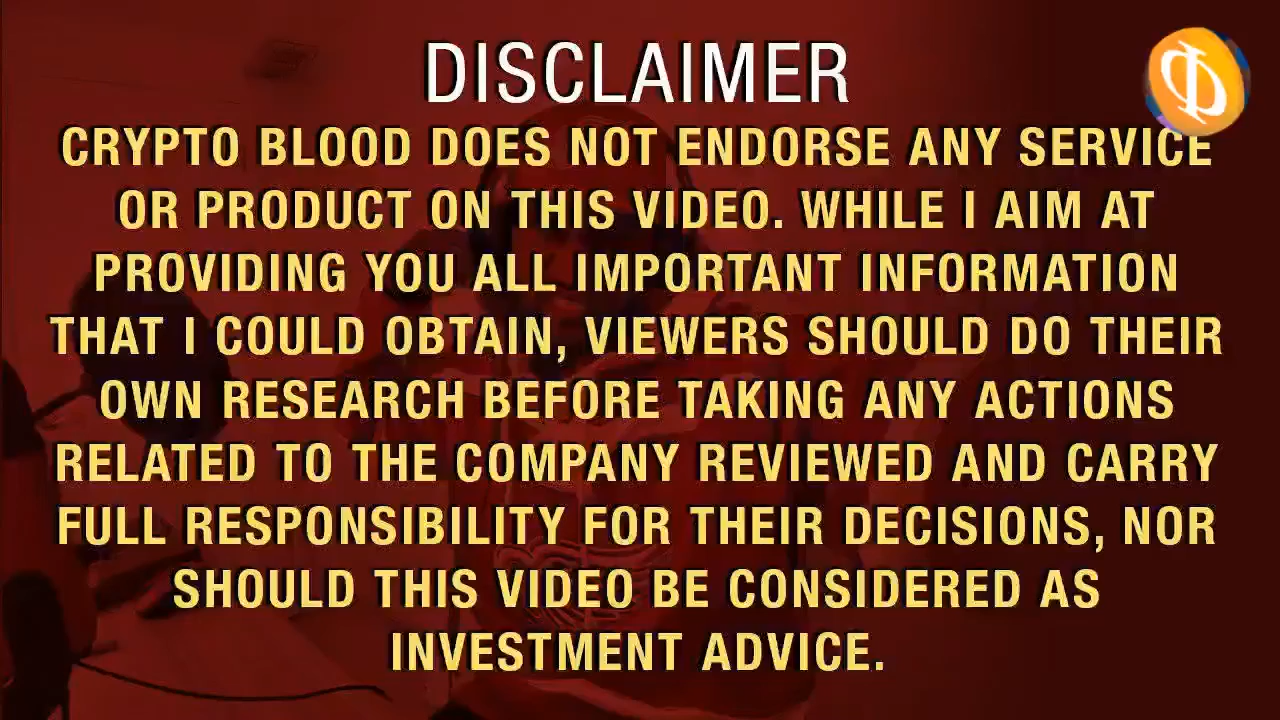 DISCLAIMER
CRYPTO BLOOD DOES NOT ENDORSE ANY SERVICE
OR PRODUCT ON THIS VIDEO. WHILE I AIM AT
PROVIDING YOU ALL IMPORTANT INFORMATION
THAT I COULD OBTAIN, VIEWERS SHOULD DO THEIR
OWN RESEARCH BEFORE TAKING ANY ACTIONS
RELATED TO THE COMPANY REVIEWED AND CARRY
FULL RESPONSIBILITY FOR THEIR DECISIONS, NOR
SHOULD THIS VIDEO BE CONSIDERED AS
INVESTMENT ADVICE.